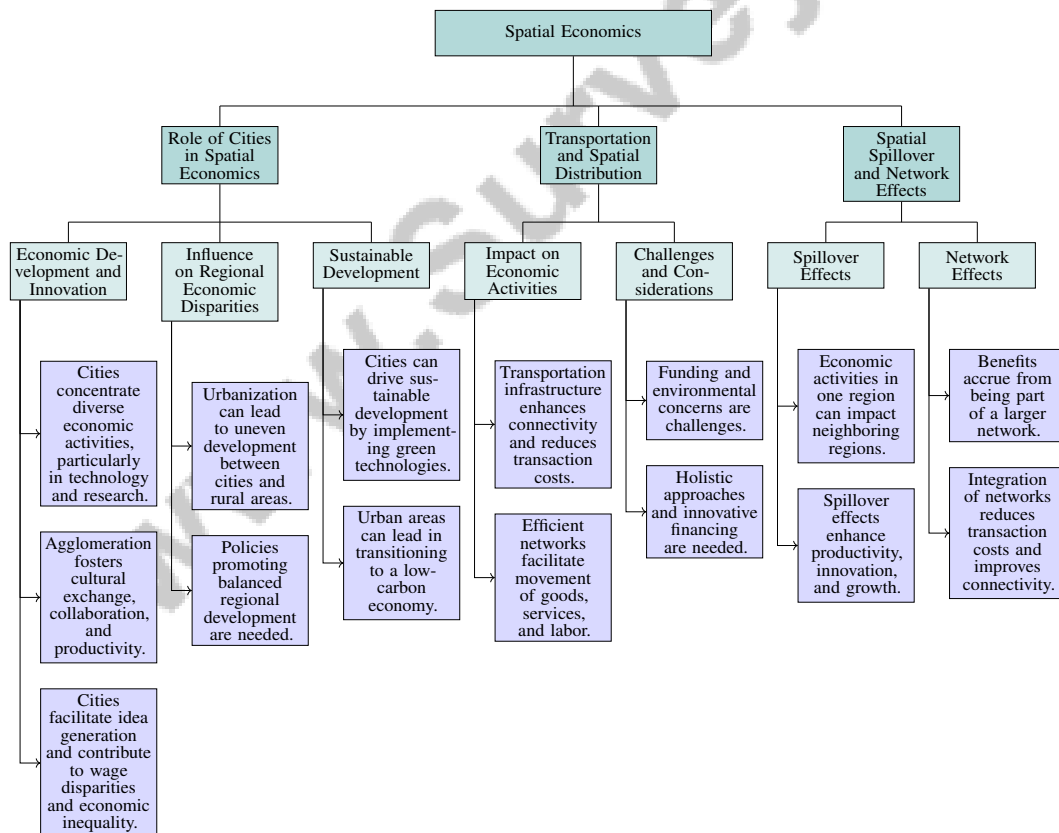 Spatial Economics
Role of Cities
in Spatial
Economics
Transportation
and Spatial
Distribution
Spatial
Spillover
and Network
Effects
Economic De-
velopment and
Innovation
Influence
on Regional
Economic
Disparities
Sustainable
Development
Impact on
Economic
Activities
Challenges
and Con-
siderations
Spillover
Effects
Network
Effects
Cities
concentrate
diverse
economic
activities,
particularly
in technology
and research.
Agglomeration
fosters
cultural
exchange,
collaboration,
and
productivity.
Cities
facilitate idea
generation
and contribute
to wage
disparities
and economic
inequality.
Urbanization
can lead
to uneven
development
between
cities and
rural areas.
Policies
promoting
balanced
regional
development
are needed.
Cities can
drive sus-
tainable
development
by implement-
ing green
technologies.
Urban areas
can lead in
transitioning
to a low-
carbon
economy.
Transportation
infrastructure
enhances
connectivity
and reduces
transaction
costs.
Efficient
networks
facilitate
movement
of goods,
services,
and labor.
Funding and
environmental
concerns are
challenges.
Holistic
approaches
and innovative
financing
are needed.
Economic
activities in
one region
can impact
neighboring
regions.
Spillover
effects
enhance
productivity,
innovation,
and growth.
Benefits
accrue from
being part
of a larger
network.
Integration
of networks
reduces
transaction
costs and
improves
connectivity.
www.Survey